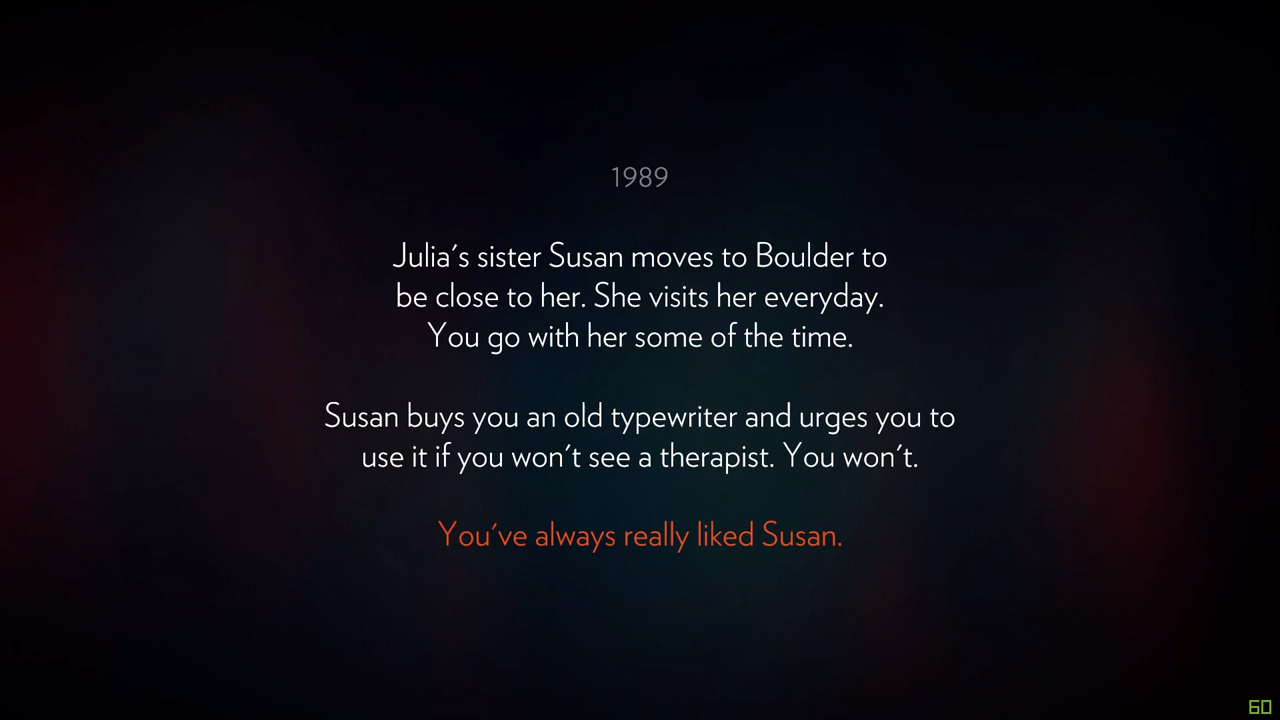 1989
Julia's sister Susan moves to Boulder to
be close to her. She visits her everyday.
You go with her some of the time.
Susan buys you an old typewriter and urges you to
use it if you won't see a therapist. You won't.
You've always really liked Susan.
60